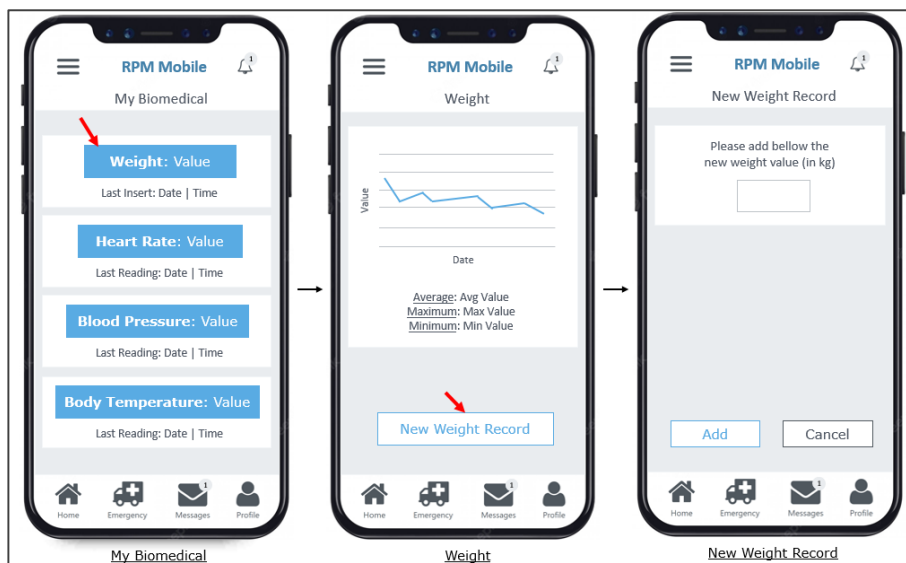 RPM Mobile
1
My Biomedical
Weight: Value
Last Insert: Date | Time
Heart Rate: Value
Last Reading: Date | Time
Blood Pressure: Value
Last Reading: Date | Time
Body Temperature: Value
Last Reading: Date | Time
1
Home Emergency Messages Profile
My Biomedical
RPM Mobile
1
Weight
Value
Date
Average: Avg Value
Maximum: Max Value
Minimum: Min Value
New Weight Record
1
Home Emergency Messages Profile
Weight
RPM Mobile
1
New Weight Record
Please add bellow the
new weight value (in kg)
Add Cancel
1
Home Emergency Messages Profile
New Weight Record